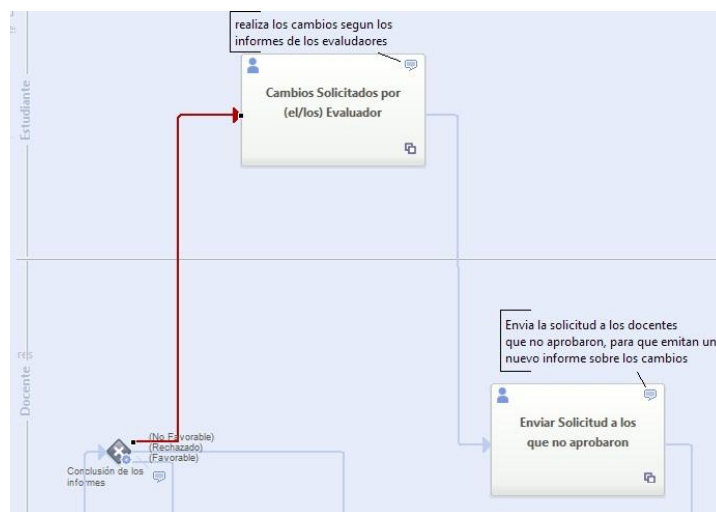 realiza los cambios segun los
informes de los evaludaores
Cambios Solicitados por
(el/los) Evaluador
Estudiante
Envia la solicitud a los docentes
que no aprobaron, para que emitan un
nuevo informe sobre los cambios
Docente
Enviar Solicitud a los
que no aprobaron
(No Favorable)
(Rechazado)
(Favorable)
Conclusión de los
informes